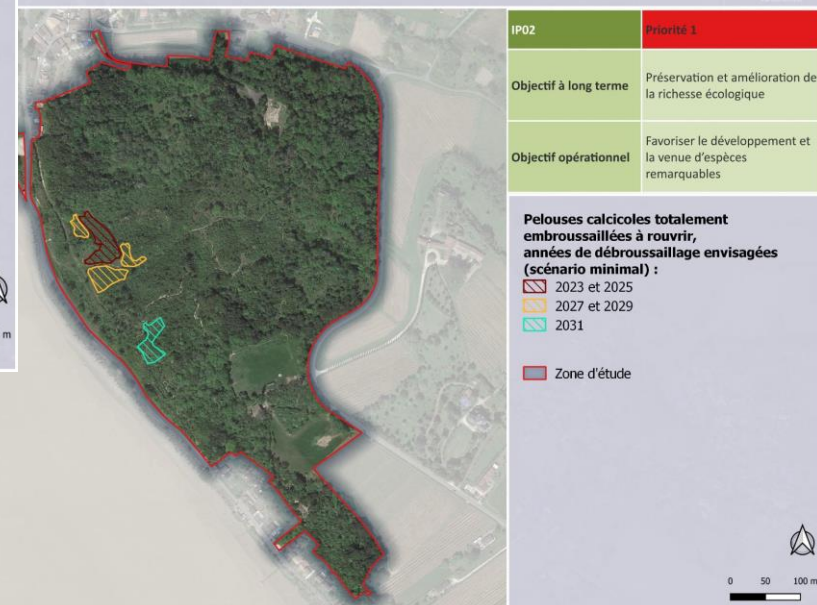 IP02
Priorité 1
Objectif à long terme
Préservation et amélioration de
la richesse écologique
Objectif opérationnel
Favoriser le développement et
la venue d'espèces
remarquables
Pelouses calcicoles totalement
embroussaillées à rouvrir,
années de débroussaillage envisagées
(scénario minimal) :
2023 et 2025
2027 et 2029
2031
Zone d'étude
m
0 50 100 m